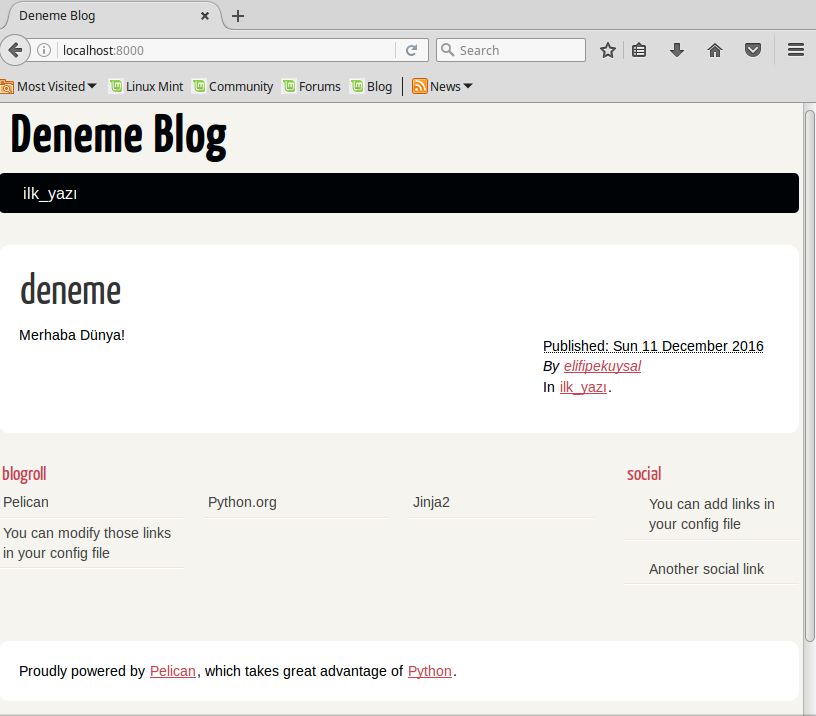 Deneme Blog
localhost:8000
Search
Most Visited Linux Mint Community Forums Blog News
Deneme Blog
ilk_yazı
deneme
Merhaba Dünya!
Published: Sun 11 December 2016
By elifipekuysal
In ilk_yazı.
blogroll
Pelican
Python.org
Jinja2
You can modify those links
in your config file
social
You can add links in
your config file
Another social link
Proudly powered by Pelican, which takes great advantage of Python.